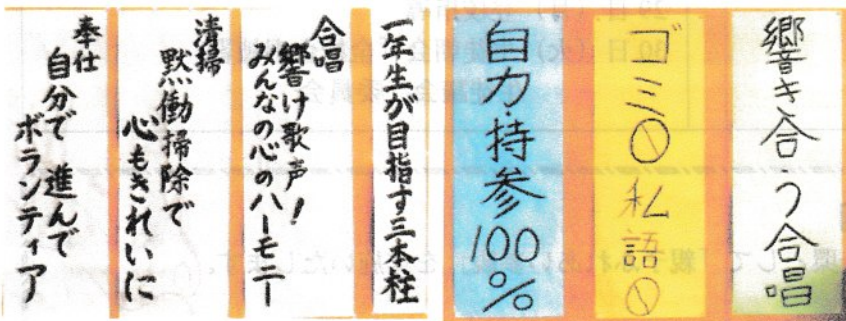 響き合う合唱
ゴミ0私語0
自力・持参100%
一年生が目指す三本柱
合唱
響け歌声!
みんなの心のハーモニー
清掃
黙働掃除で
心もきれいに
奉仕
自分で 進んで
ボランティア